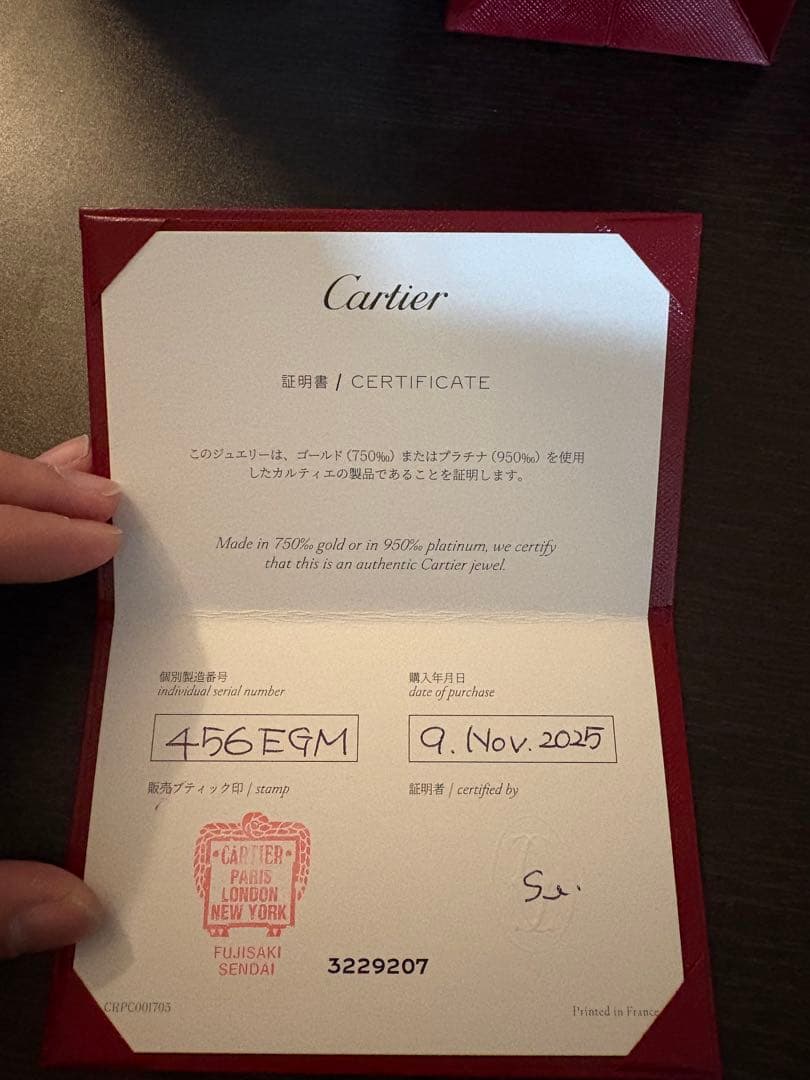 Cartier
証明書 / CERTIFICATE
このジュエリーは、ゴールド(750‰)またはプラチナ(950‰)を使用
したカルティエの製品であることを証明します。
Made in 750‰ gold or in 950‰ platinum, we certify
that this is an authentic Cartier jewel.
個別製造番号
individual serial number
456EGM
購入年月日
date of purchase
9. Nov. 2025
販売ブティック印 / stamp
CARTIER
PARIS
LONDON
NEW YORK
FUJISAKI
SENDAI
証明者 / certified by
3229207
CRPC001705
Printed in France